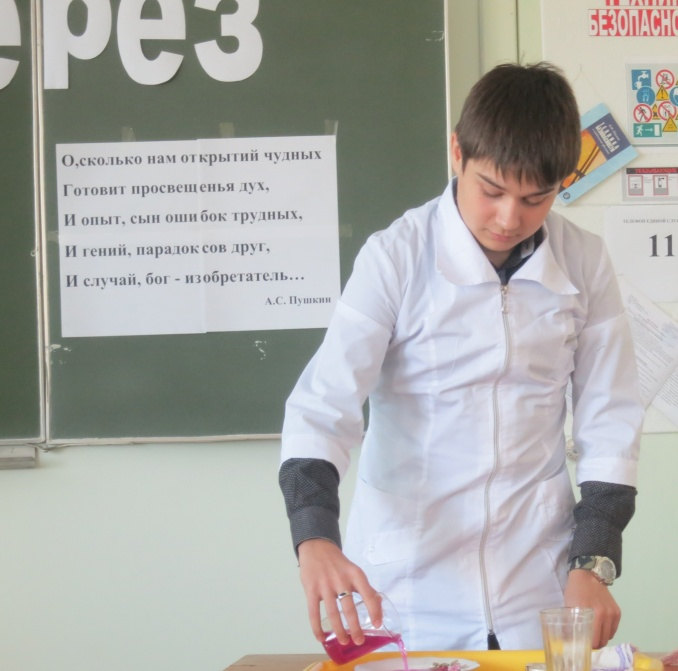 ерез
О,сколько нам открытий чудных
Готовит просвещенья дух,
И опыт, сын ошибок трудных,
И гений, парадоксов друг,
И случай, бог - изобретатель…
А.С. Пушкин
БЕЗОПАСНО
11